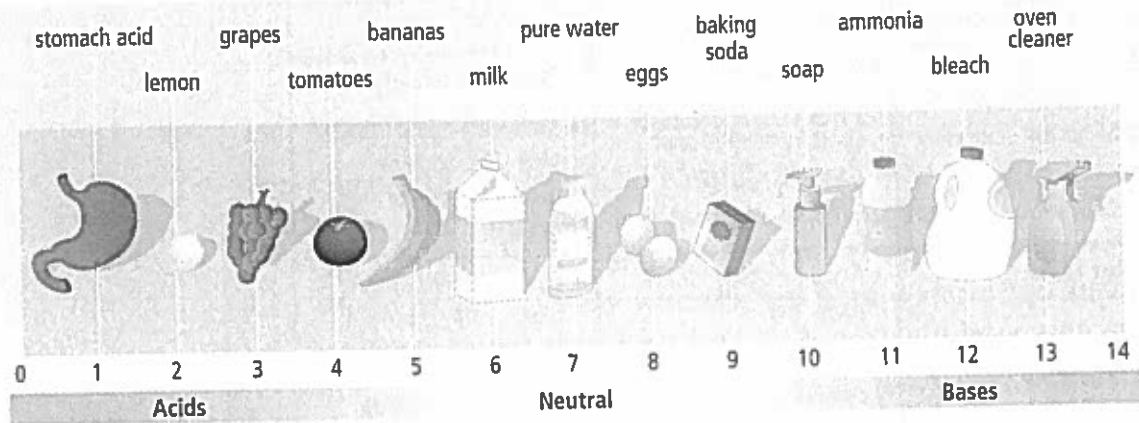 stomach acid
grapes
bananas
pure water
baking
soda
ammonia
oven
cleaner
lemon
tomatoes
milk
eggs
soap
bleach
0 1 2 3 4 5 6 7 8 9 10 11 12 13 14
Acids
Neutral
Bases